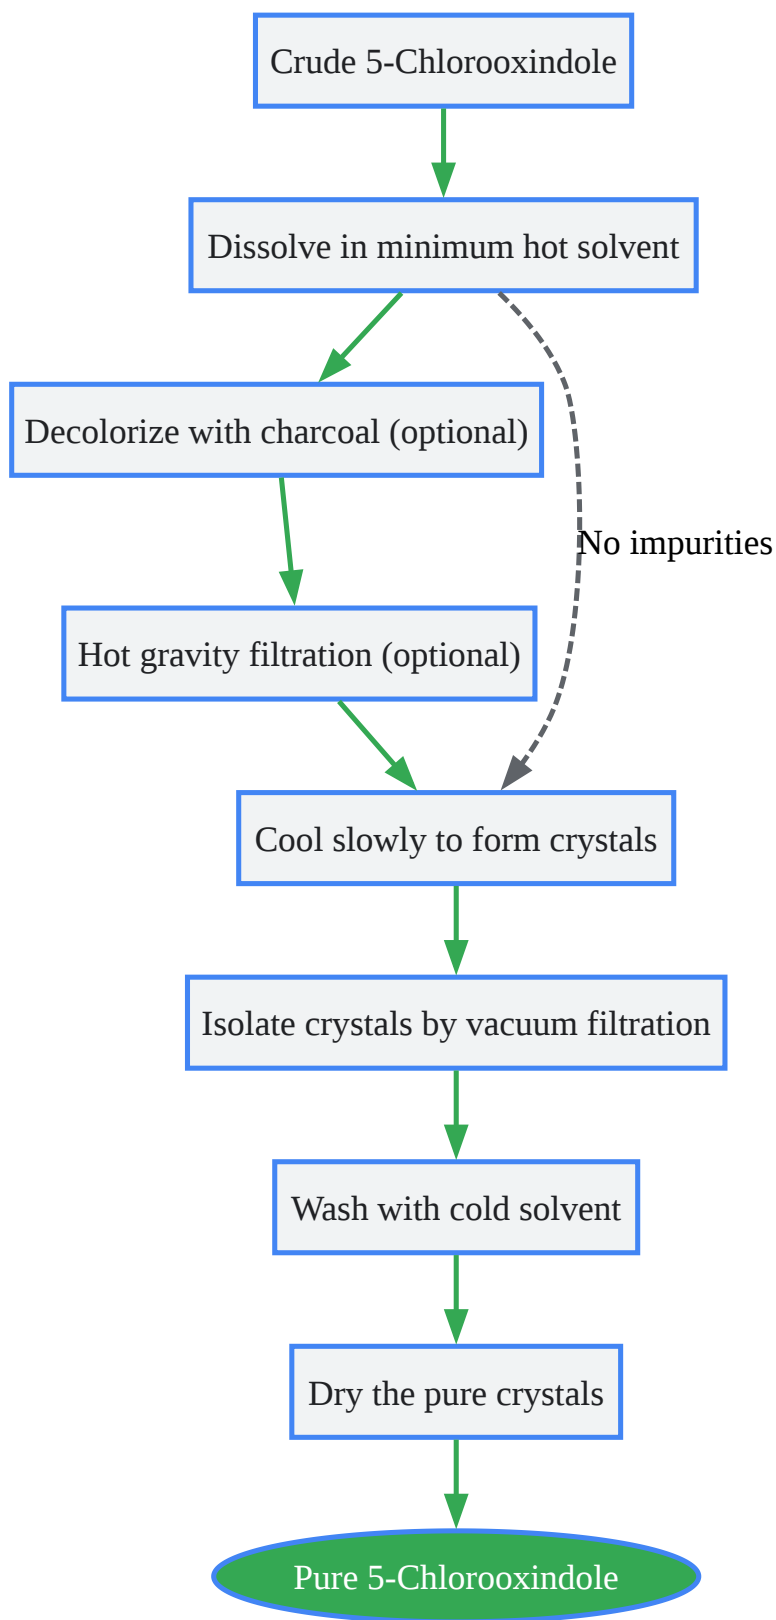 Crude 5-Chlorooxindole
Dissolve in minimum hot solvent
Decolorize with charcoal (optional)
No impurities
Hot gravity filtration (optional)
Cool slowly to form crystals
Isolate crystals by vacuum filtration
Wash with cold solvent
Dry the pure crystals
Pure 5-Chlorooxindole